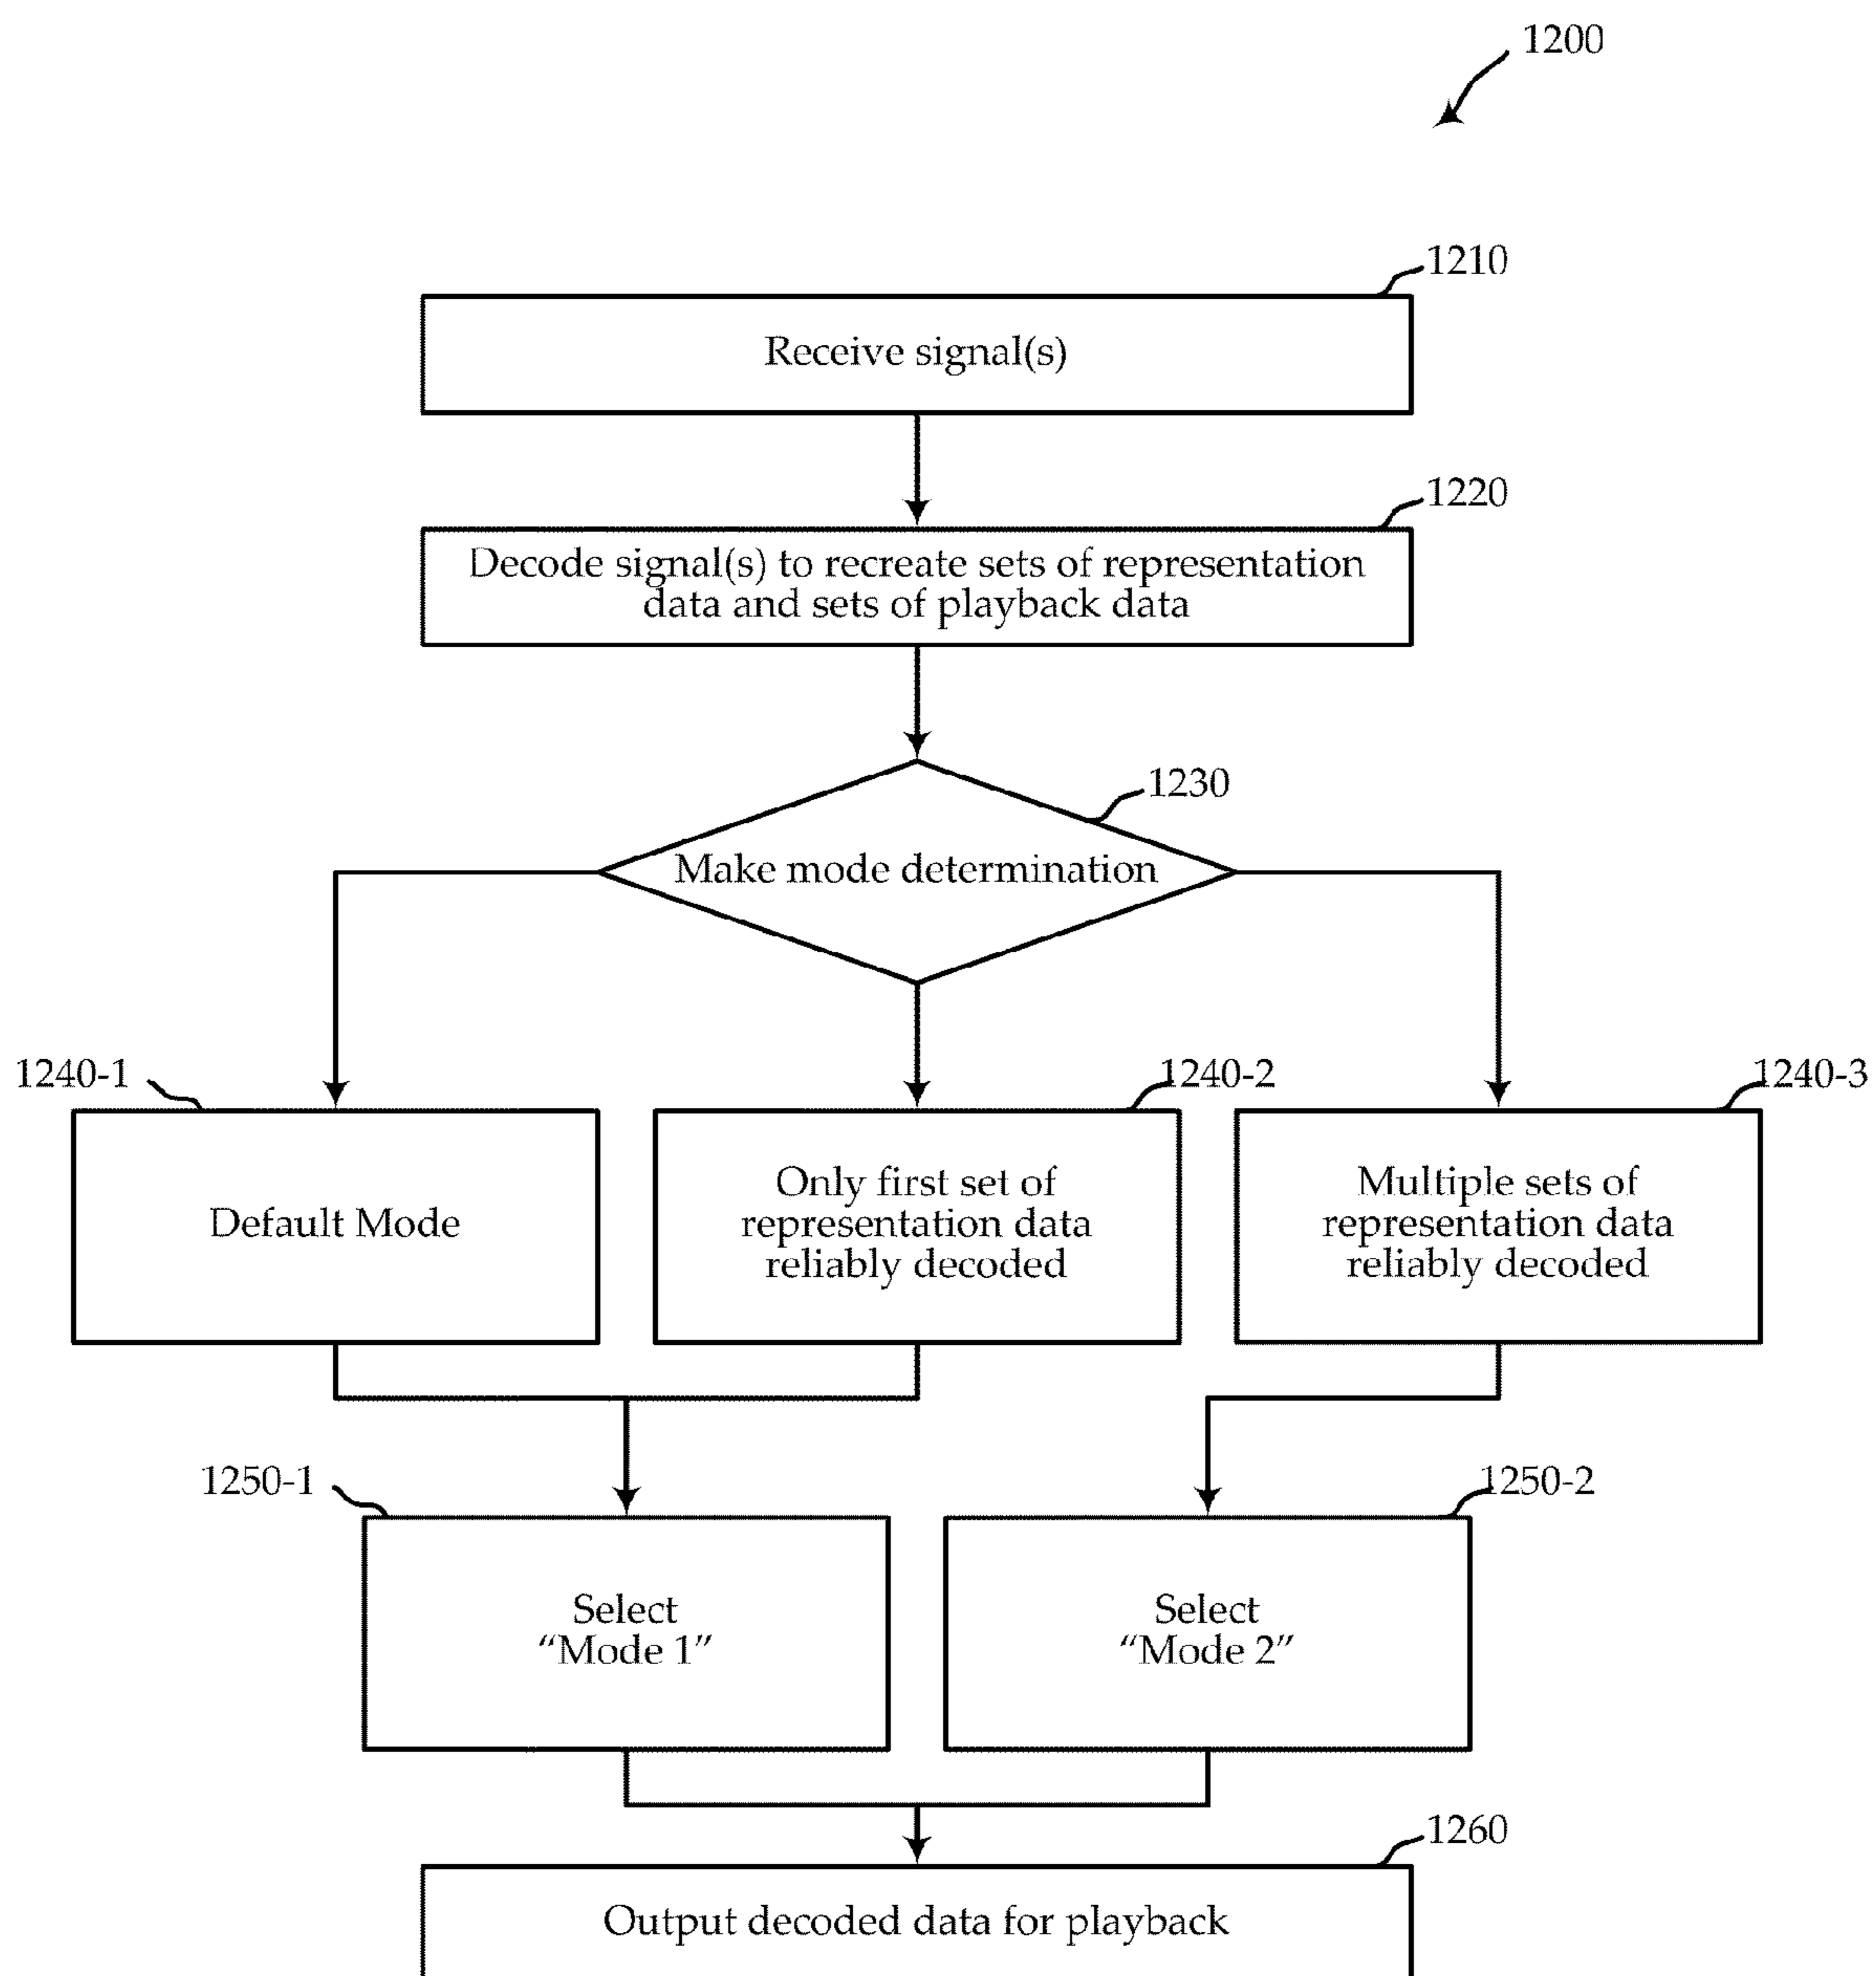 1200
1210
Receive signal(s)
1220
Decode signal(s) to recreate sets of representation
data and sets of playback data
1230
Make mode determination
1240-1
1240-2
1240-3
Default Mode
Only first set of
representation data
reliably decoded
Multiple sets of
representation data
reliably decoded
1250-1
1250-2
Select
“Mode 1”
Select
“Mode 2”
1260
Output decoded data for playback